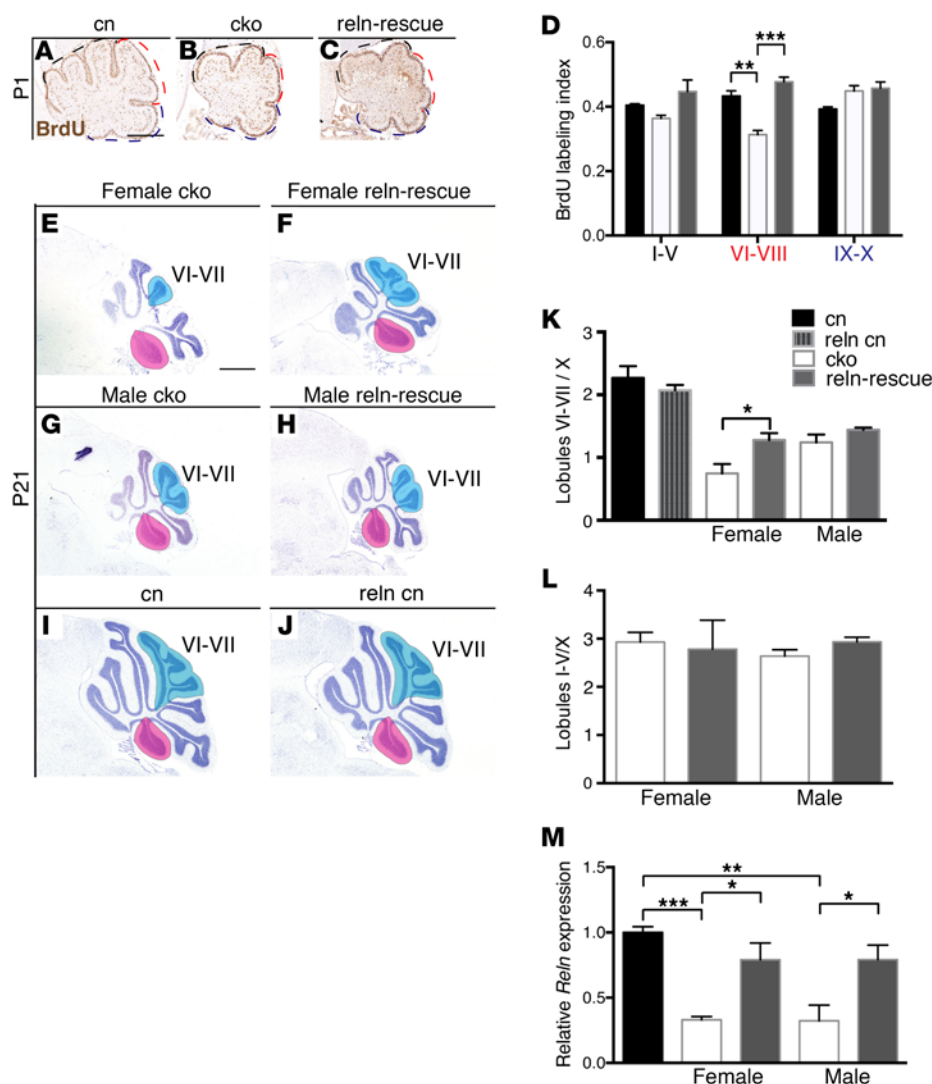 cn cko reln-rescue
P1
A B C
BrdU
D
BrdU labeling index
0.6
0.4
0.2
0.0
** ***
I-V VI-VIII IX-X
Female cko Female reln-rescue
E F
VI-VII VI-VII
Male cko Male reln-rescue
G H
VI-VII VI-VII
P21
cn reln cn
I J
VI-VII VI-VII
K
Lobules VI-VII / X
3
2
1
0
*
cn
reln cn
cko
reln-rescue
Female Male
L
Lobules I-V/X
4
3
2
1
0
Female Male
M
Relative Reln expression
1.5
1.0
0.5
0.0
**
*** * *
Female Male